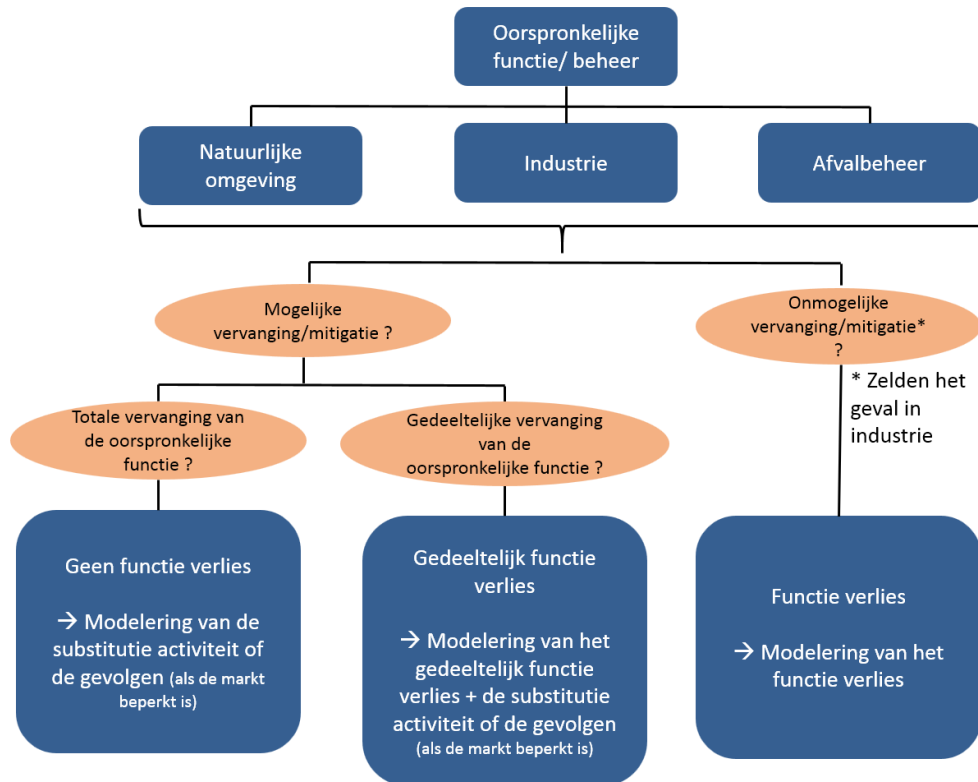 Oorspronkelijke
functie/ beheer
Natuurlijke
omgeving
Industrie
Afvalbeheer
Mogelijke
vervanging/mitigatie ?
Onmogelijke
vervanging/mitigatie*
?
* Zelden het
geval in
industrie
Totale vervanging van
de oorspronkelijke
functie ?
Gedeeltelijke vervanging
van de
oorspronkelijke functie ?
Geen functie verlies
→ Modelering van de
substitutie activiteit of
de gevolgen (als de markt
beperkt is)
Gedeeltelijk functie
verlies
→ Modelering van het
gedeeltelijk functie
verlies + de substitutie
activiteit of de gevolgen
(als de markt beperkt is)
Functie verlies
→ Modelering van het
functie verlies